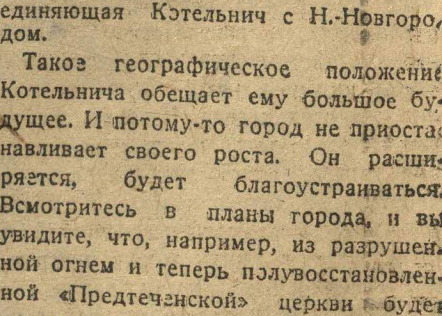 единяющая Котельнич с Н.-Новгоро-
дом.
Такое географическое положение
Котельнича обещает ему большое бу-
дущее. И потому-то город не приоста-
навливает своего роста. Он расши-
ряется, будет благоустраиваться.
Всмотритесь в планы города, и вы
увидите, что, например, из разрушен-
ной огнем и теперь полувосстановлен-
ной «Предтеченской» церкви будет